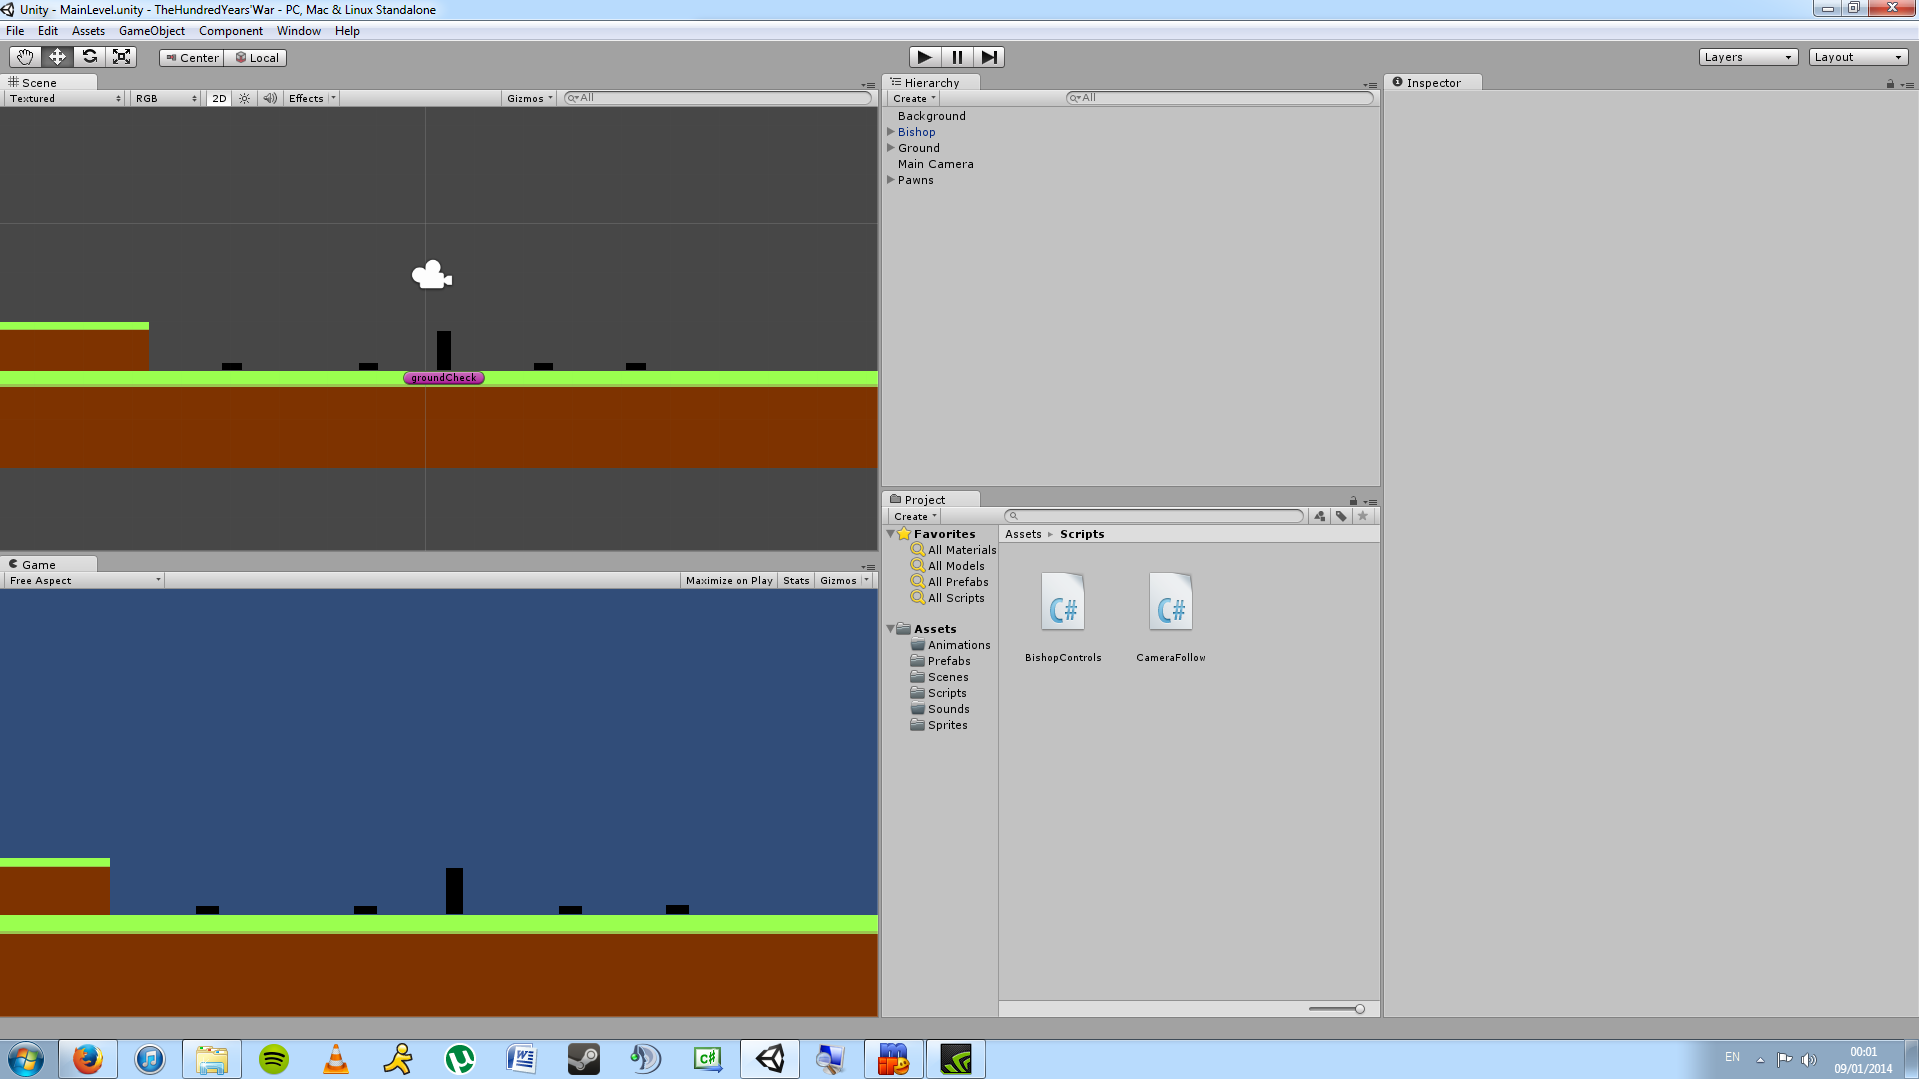 Unity - MainLevel.unity - TheHundredYears'War - PC, Mac & Linux Standalone
File Edit Assets GameObject Component Window Help
Center Local Layers Layout
Scene
Textured RGB 2D Effects Gizmos All
groundCheck
Game
Free Aspect Maximize on Play Stats Gizmos
Hierarchy
Create All
Background
Bishop
Ground
Main Camera
Pawns
Project
Create
Favorites
All Materials
All Models
All Prefabs
All Scripts
Assets
Animations
Prefabs
Scenes
Scripts
Sounds
Sprites
Assets Scripts
C# C#
BishopControls CameraFollow
Inspector
W C#
EN 00:01
09/01/2014